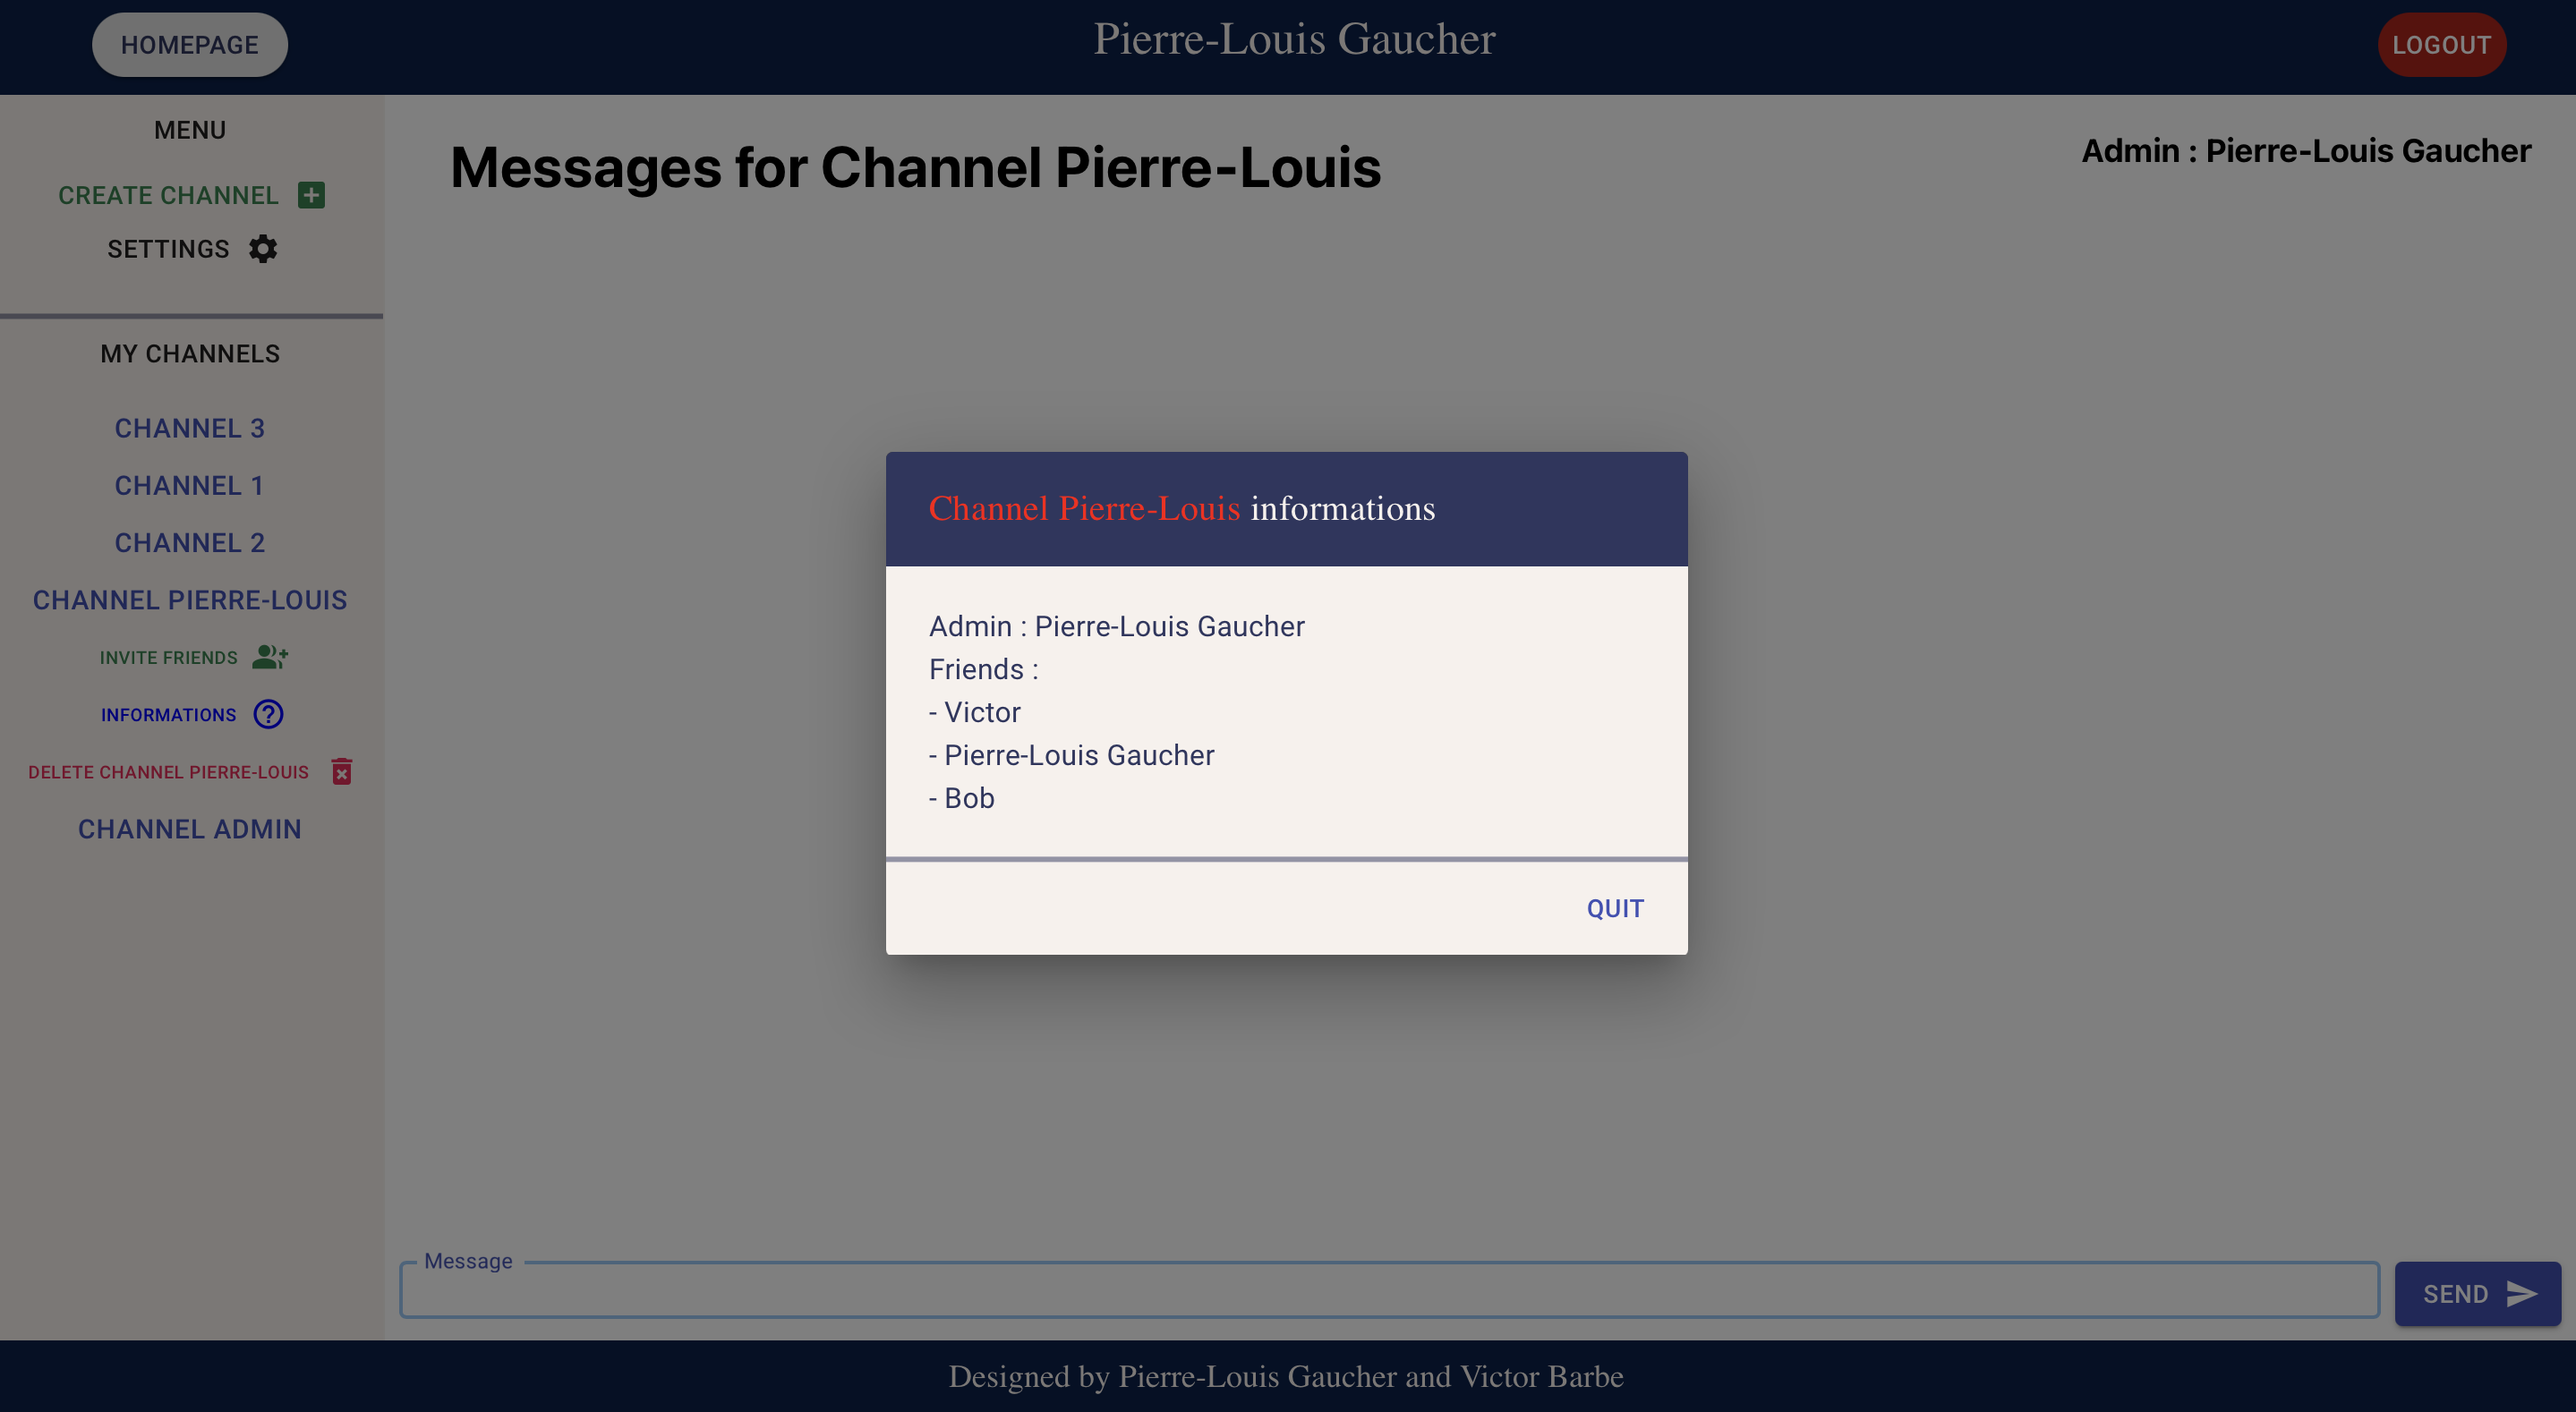 HOMEPAGE
Pierre-Louis Gaucher
LOGOUT
MENU
CREATE CHANNEL
SETTINGS
MY CHANNELS
CHANNEL 3
CHANNEL 1
CHANNEL 2
CHANNEL PIERRE-LOUIS
INVITE FRIENDS
INFORMATIONS
DELETE CHANNEL PIERRE-LOUIS
CHANNEL ADMIN
Messages for Channel Pierre-Louis
Admin : Pierre-Louis Gaucher
Channel Pierre-Louis informations
Admin : Pierre-Louis Gaucher
Friends :
- Victor
- Pierre-Louis Gaucher
- Bob
QUIT
Message
SEND
Designed by Pierre-Louis Gaucher and Victor Barbe